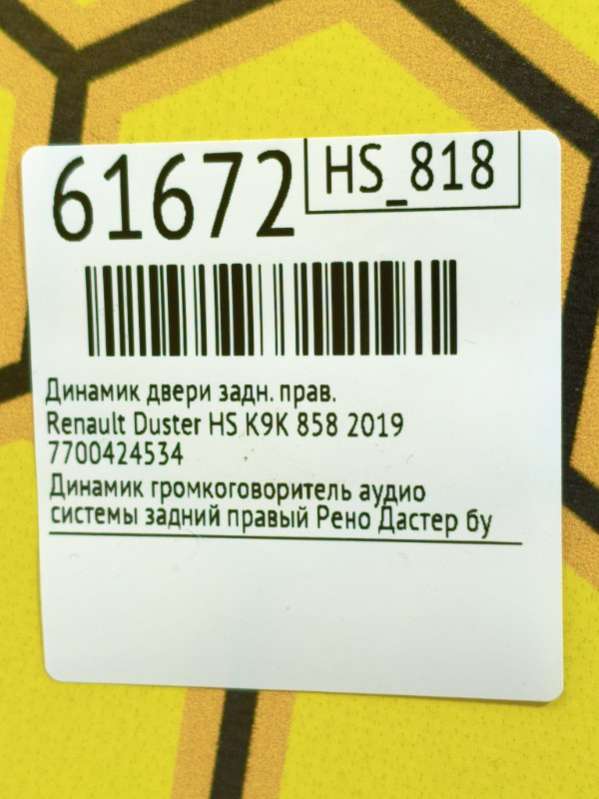 61672
HS_818
Динамик двери задн. прав.
Renault Duster HS K9K 858 2019
7700424534
Динамик громкоговоритель аудио
системы задний правый Рено Дастер бу